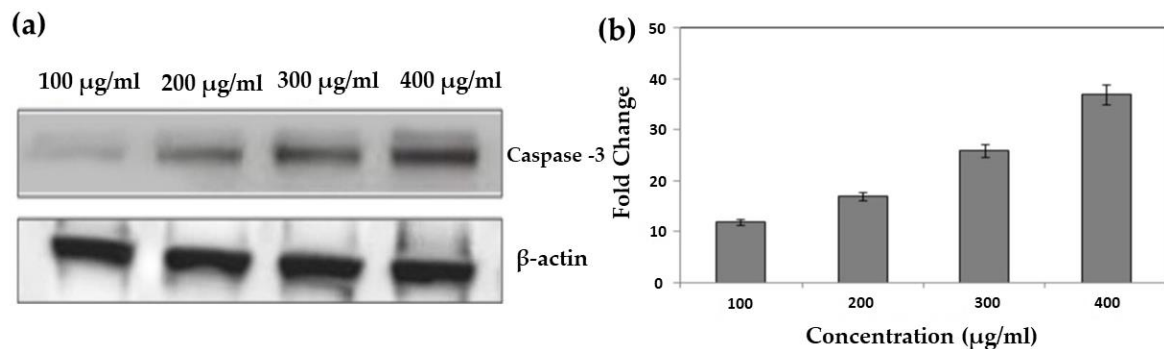 (a)
100 μg/ml 200 μg/ml 300 μg/ml 400 μg/ml
Caspase -3
β-actin
(b)
50
40
30
20
10
0
Fold Change
100 200 300 400
Concentration (μg/ml)